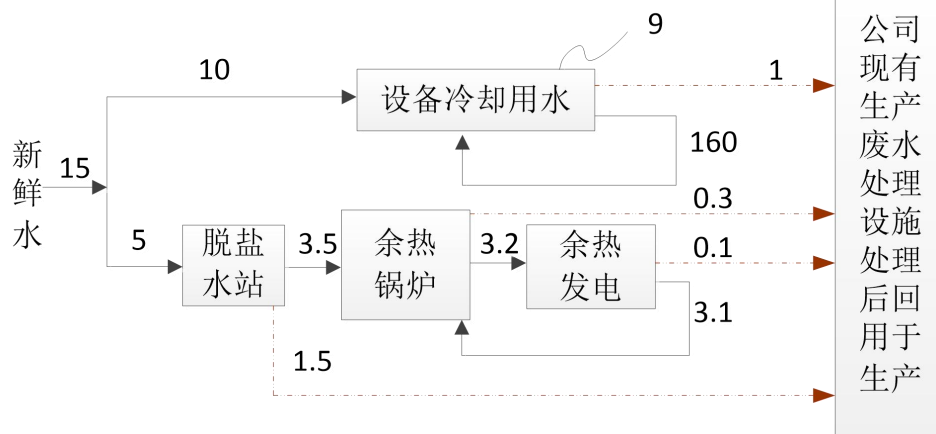 新
鲜
水
15
10
设备冷却用水
9
1
160
5
脱盐
水站
3.5
余热
锅炉
3.2
余热
发电
0.3
0.1
3.1
1.5
公司
现有
生产
废水
处理
设施
处理
后回
用于
生产